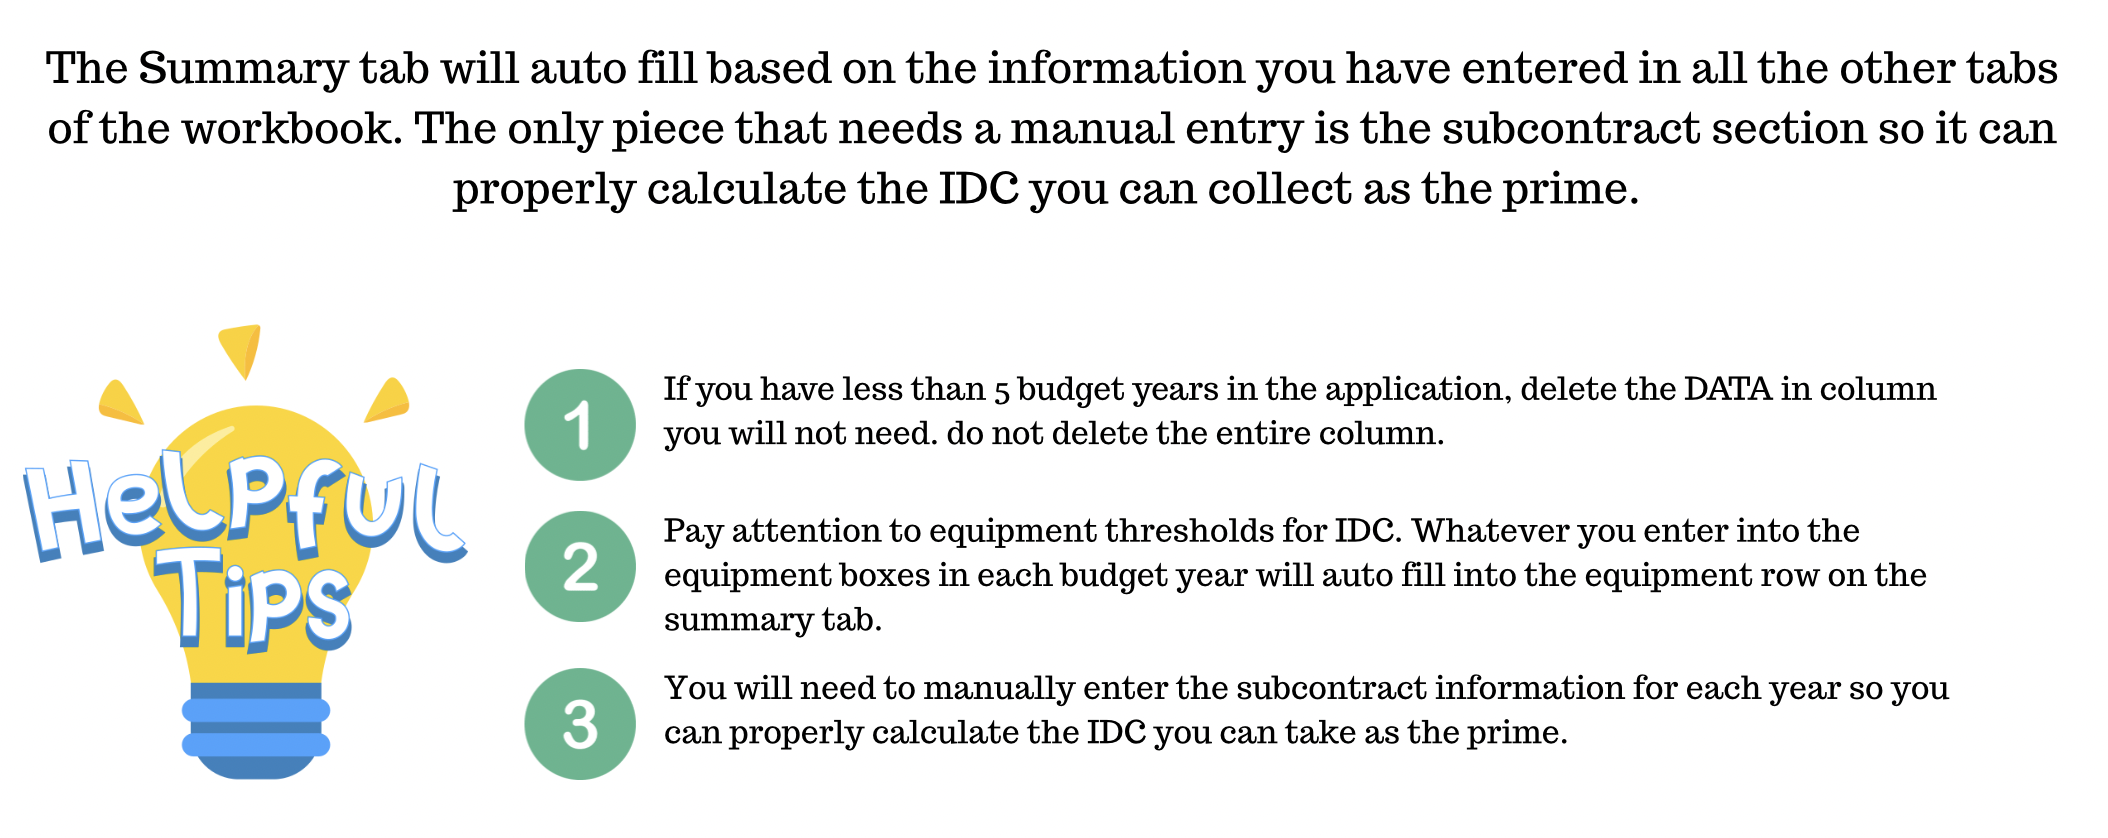 The Summary tab will auto fill based on the information you have entered in all the other tabs
of the workbook. The only piece that needs a manual entry is the subcontract section so it can
properly calculate the IDC you can collect as the prime.
Helpful
Tips
1
If you have less than 5 budget years in the application, delete the DATA in column
you will not need. do not delete the entire column.
2
Pay attention to equipment thresholds for IDC. Whatever you enter into the
equipment boxes in each budget year will auto fill into the equipment row on the
summary tab.
3
You will need to manually enter the subcontract information for each year so you
can properly calculate the IDC you can take as the prime.